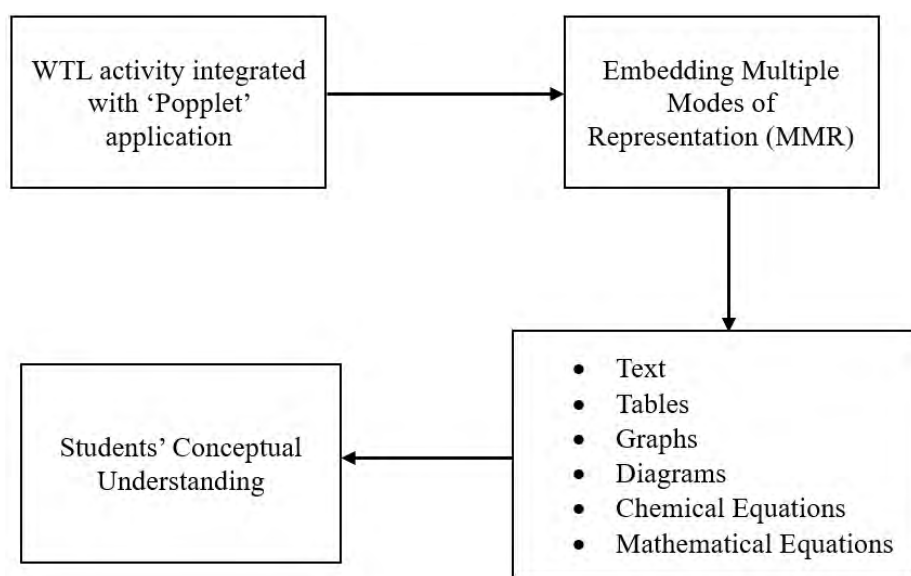 WTL activity integrated
with ‘Popplet’
application
Embedding Multiple
Modes of
Representation (MMR)
• Text
• Tables
• Graphs
• Diagrams
• Chemical Equations
• Mathematical Equations
Students’ Conceptual
Understanding